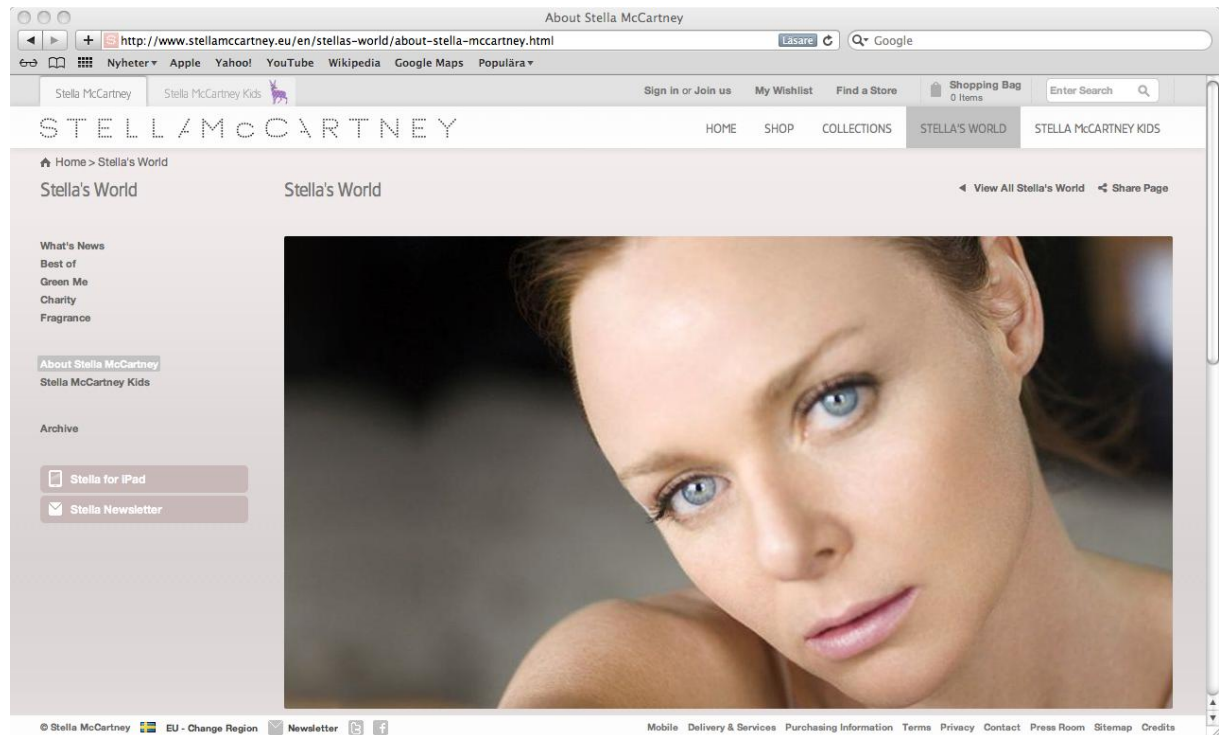 About Stella McCartney
http://www.stellamccartney.eu/en/stellas-world/about-stella-mccartney.html Läsare Google
Nyheter Apple Yahoo! YouTube Wikipedia Google Maps Populära
Stella McCartney Stella McCartney Kids Sign in or Join us My Wishlist Find a Store Shopping Bag Enter Search
0 Items
STELLA McCARTNEY HOME SHOP COLLECTIONS STELLA'S WORLD STELLA McCARTNEY KIDS
Home > Stella's World
Stella's World Stella's World View All Stella's World Share Page
What's News
Best of
Green Me
Charity
Fragrance
About Stella McCartney
Stella McCartney Kids
Archive
Stella for iPad
Stella Newsletter
© Stella McCartney EU - Change Region Newsletter Mobile Delivery & Services Purchasing Information Terms Privacy Contact Press Room Sitemap Credits